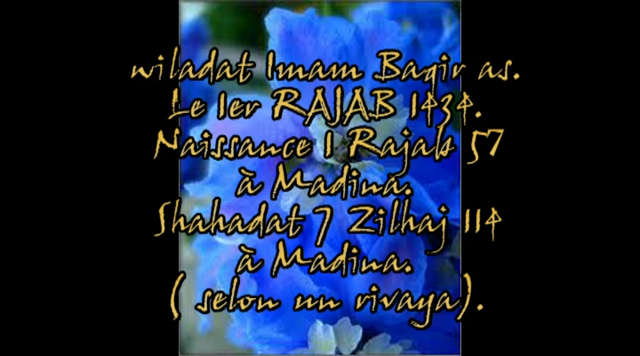 wiladat Imam Baqir as.
Le 1er RAJAB 1434.
Naissance 1 Rajab 57
à Madina.
Shahadat 7 Zilhaj 114
à Madina.
( selon un rivaya).